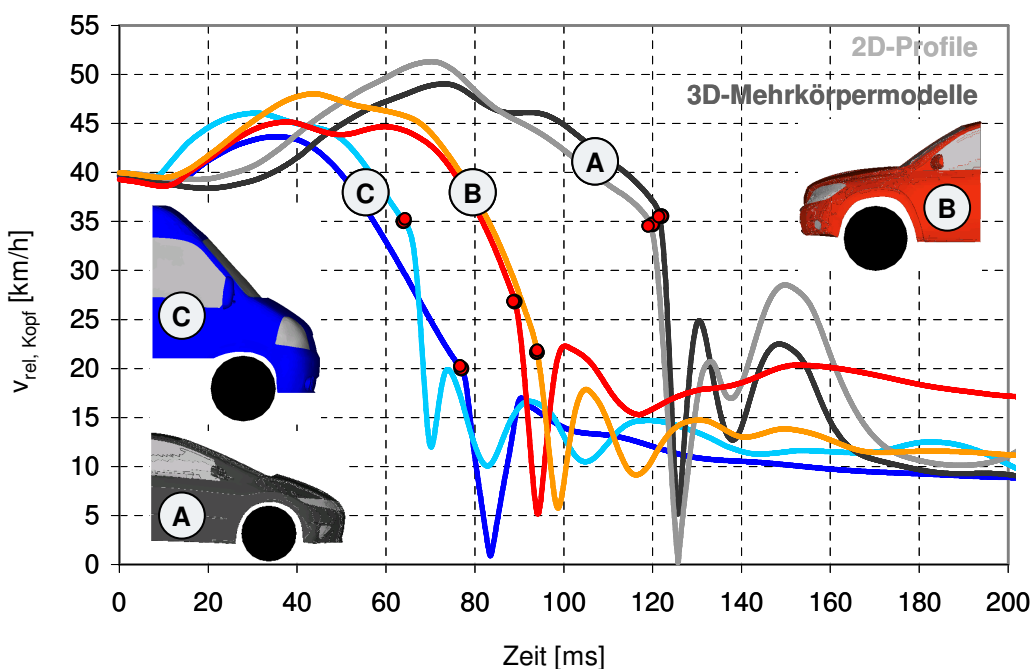 55
50
45
40
35
30
25
20
15
10
5
0
v rel, Kopf [km/h]
2D-Profile
3D-Mehrkörpermodelle
A
B
C
B
C
A
0 20 40 60 80 100 120 140 160 180 200
Zeit [ms]